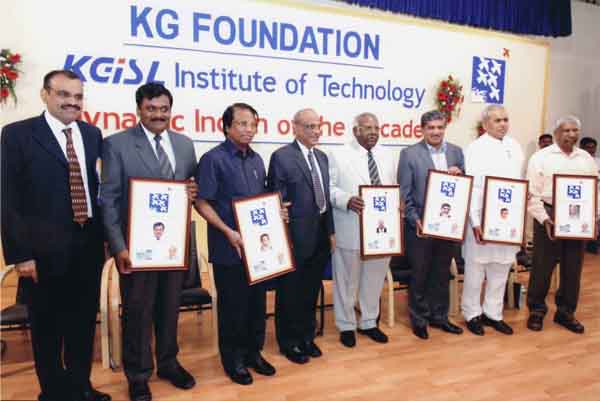 KG FOUNDATION
KGiSL Institute of Technology
Dynamic Indian of the Decade